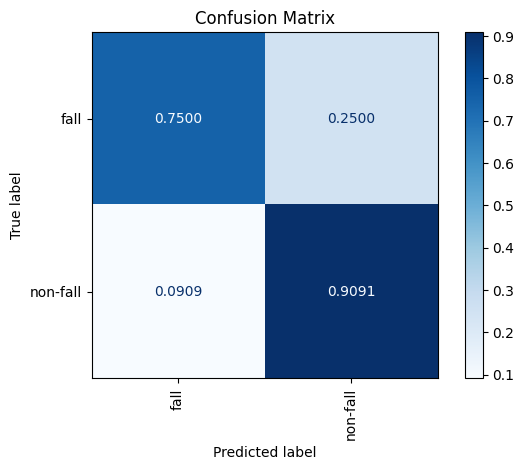 Confusion Matrix
True label
fall
0.7500
0.2500
non-fall
0.0909
0.9091
fall
non-fall
Predicted label
0.9
0.8
0.7
0.6
0.5
0.4
0.3
0.2
0.1